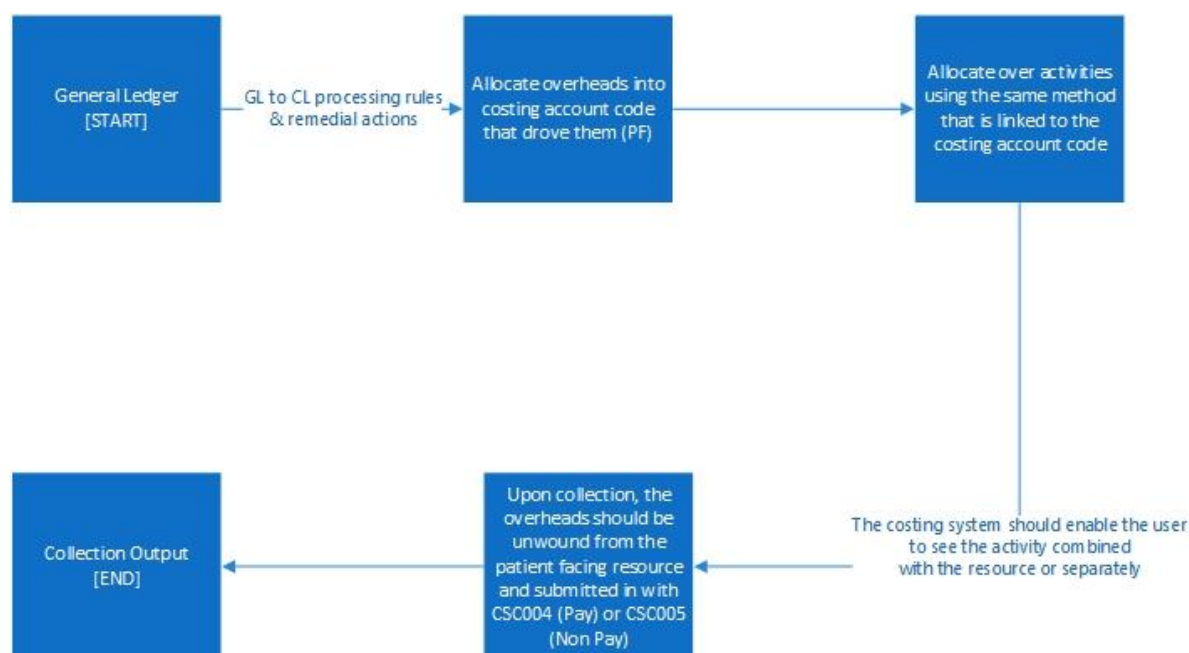 General Ledger
[START]
GL to CL processing rules
& remedial actions
Allocate overheads into
costing account code
that drove them (PF)
Allocate over activities
using the same method
that is linked to the
costing account code
The costing system should enable the user
to see the activity combined
with the resource or separately
Upon collection, the
overheads should be
unwound from the
patient facing resource
and submitted in with
CSC004 (Pay) or CSC005
(Non Pay)
Collection Output
[END]